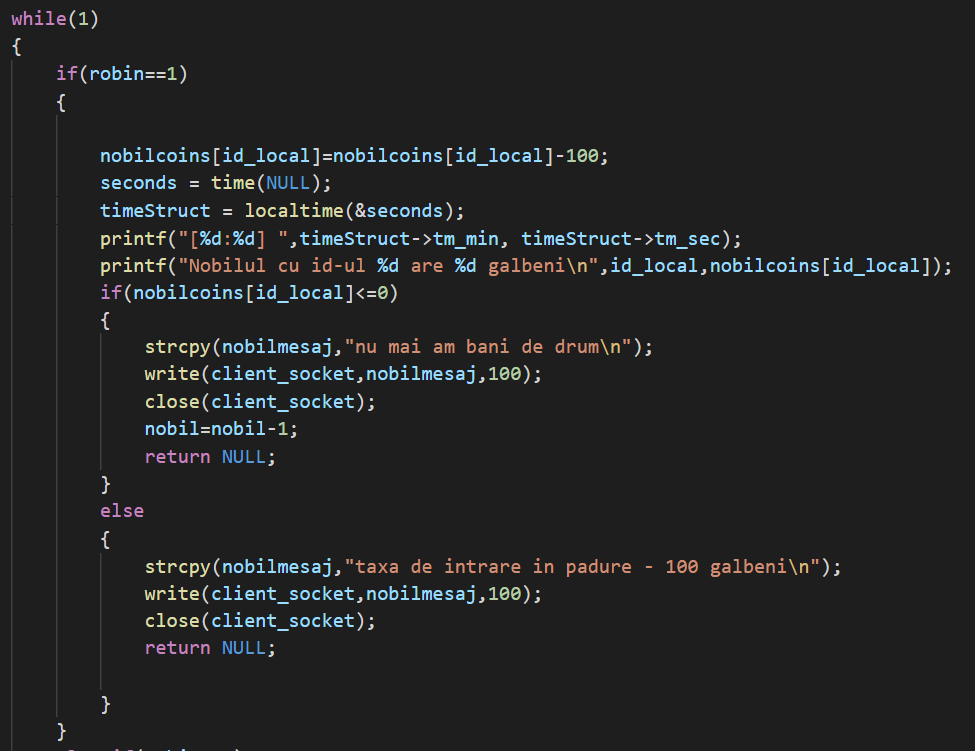 while(1)
{
    if(robin==1)
    {
        nobilcoins[id_local]=nobilcoins[id_local]-100;
        seconds = time(NULL);
        timeStruct = localtime(&seconds);
        printf("[%d:%d] ",timeStruct->tm_min, timeStruct->tm_sec);
        printf("Nobilul cu id-ul %d are %d galbeni\n",id_local,nobilcoins[id_local]);
        if(nobilcoins[id_local]<=0)
        {
            strcpy(nobilmesaj,"nu mai am bani de drum\n");
            write(client_socket,nobilmesaj,100);
            close(client_socket);
            nobil=nobil-1;
            return NULL;
        }
        else
        {
            strcpy(nobilmesaj,"taxa de intrare in padure - 100 galbeni\n");
            write(client_socket,nobilmesaj,100);
            close(client_socket);
            return NULL;
        }
    }